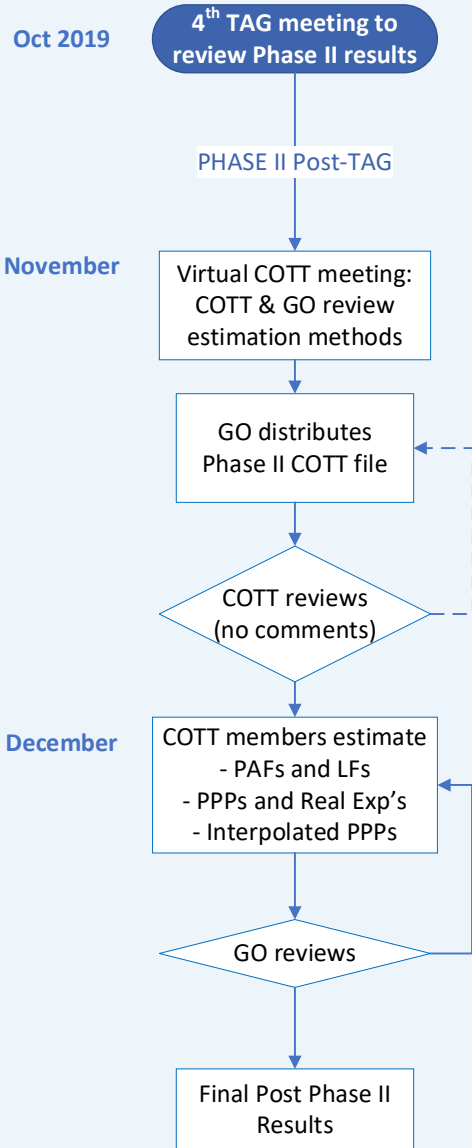 Oct 2019
4th TAG meeting to
review Phase II results
PHASE II Post-TAG
November
Virtual COTT meeting:
COTT & GO review
estimation methods
GO distributes
Phase II COTT file
COTT reviews
(no comments)
December
COTT members estimate
- PAFs and LFs
- PPPs and Real Exp’s
- Interpolated PPPs
GO reviews
Final Post Phase II
Results